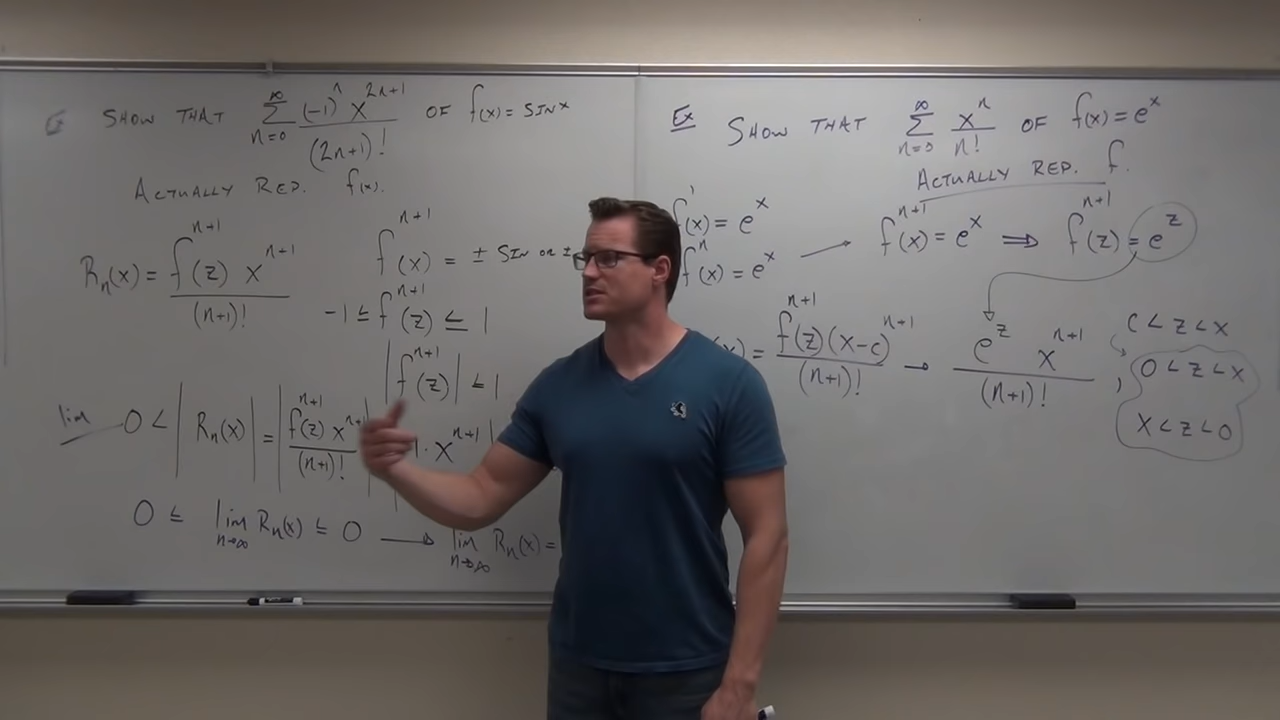 Ex SHOW THAT ∑ n=0 ∞ (-1)^n x^{2n+1} / (2n+1)! OF f(x) = SIN x
ACTUALLY REP. f(x).
R_n(x) = f^{n+1}(z) x^{n+1} / (n+1)!
f^{n+1}(x) = ± SIN OR ±
-1 ≤ f^{n+1}(z) ≤ 1
|f^{n+1}(z)| ≤ 1
lim 0 < |R_n(x)| = |f^{n+1}(z) x^{n+1} / (n+1)!| 1 · x^{n+1}|
0 ≤ lim n→∞ R_n(x) ≤ 0 → lim n→∞ R_n(x) =
Ex SHOW THAT ∑ n=0 ∞ x^n / n! OF f(x) = e^x
ACTUALLY REP. f.
f'(x) = e^x
f^n(x) = e^x → f^{n+1}(x) = e^x ⇒ f^{n+1}(z) = e^z
(x) = f^{n+1}(z)(x-c)^{n+1} / (n+1)! → e^z x^{n+1} / (n+1)! ,
c < z < x
0 < z < x
x < z < 0